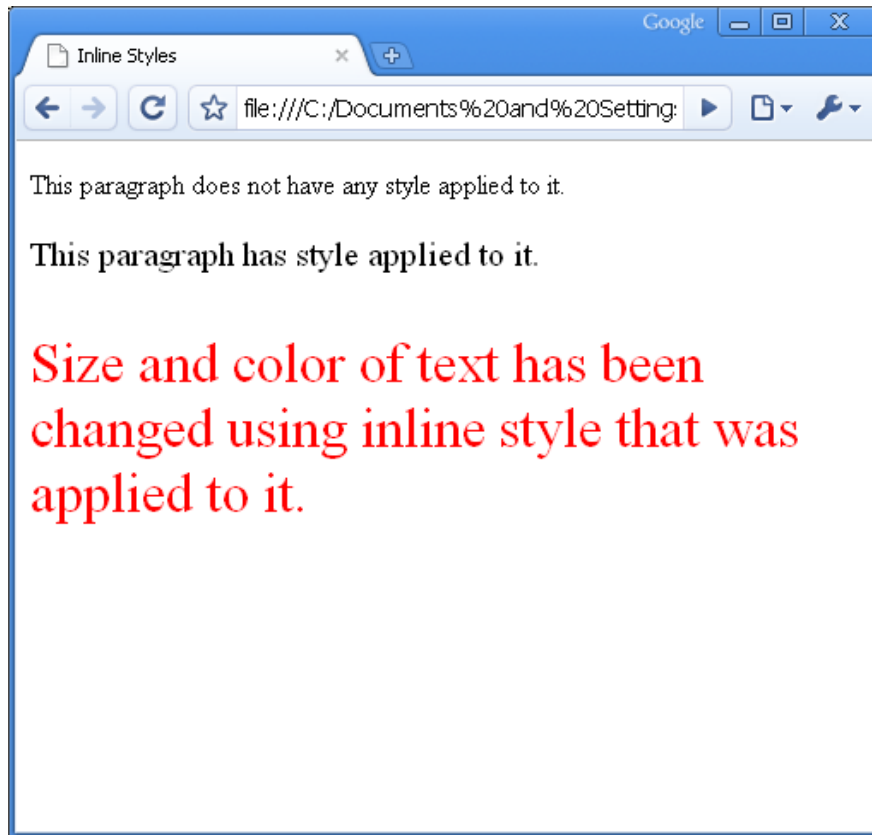 Google
Inline Styles
file:///C:/Documents%20and%20Setting
This paragraph does not have any style applied to it.
This paragraph has style applied to it.
Size and color of text has been
changed using inline style that was
applied to it.